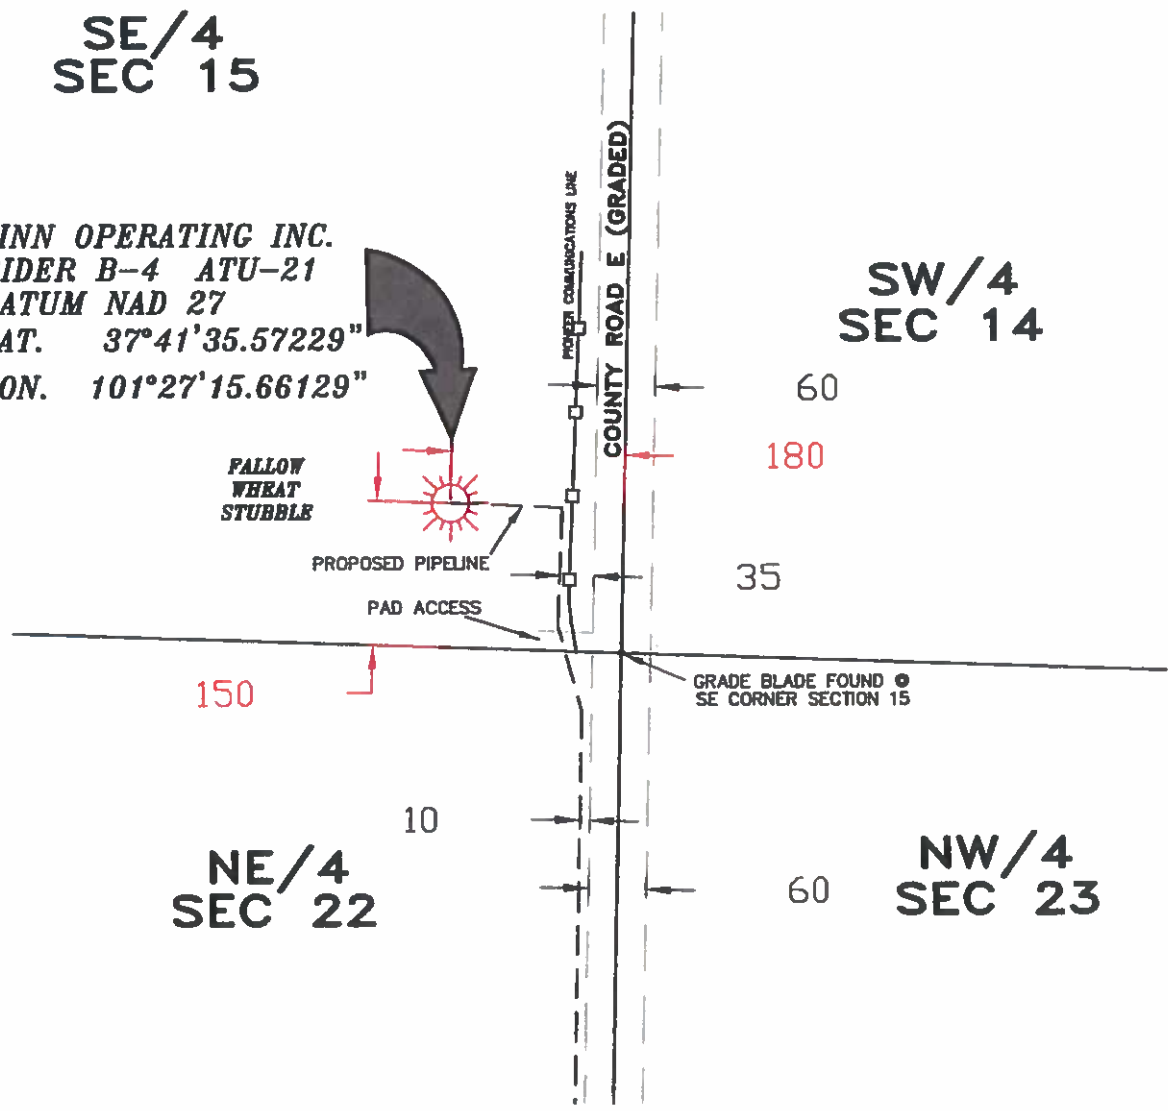 SE/4
SEC 15
INN OPERATING INC.
IDER B-4 ATU-21
ATUM NAD 27
AT. 37°41'35.57229"
ON. 101°27'15.66129"
PIONEER COMMUNICATIONS LINE
COUNTY ROAD E (GRADED)
SW/4
SEC 14
60
180
FALLOW
WHEAT
STUBBLE
PROPOSED PIPELINE
35
PAD ACCESS
150
GRADE BLADE FOUND @
SE CORNER SECTION 15
10
NE/4
SEC 22
60
NW/4
SEC 23